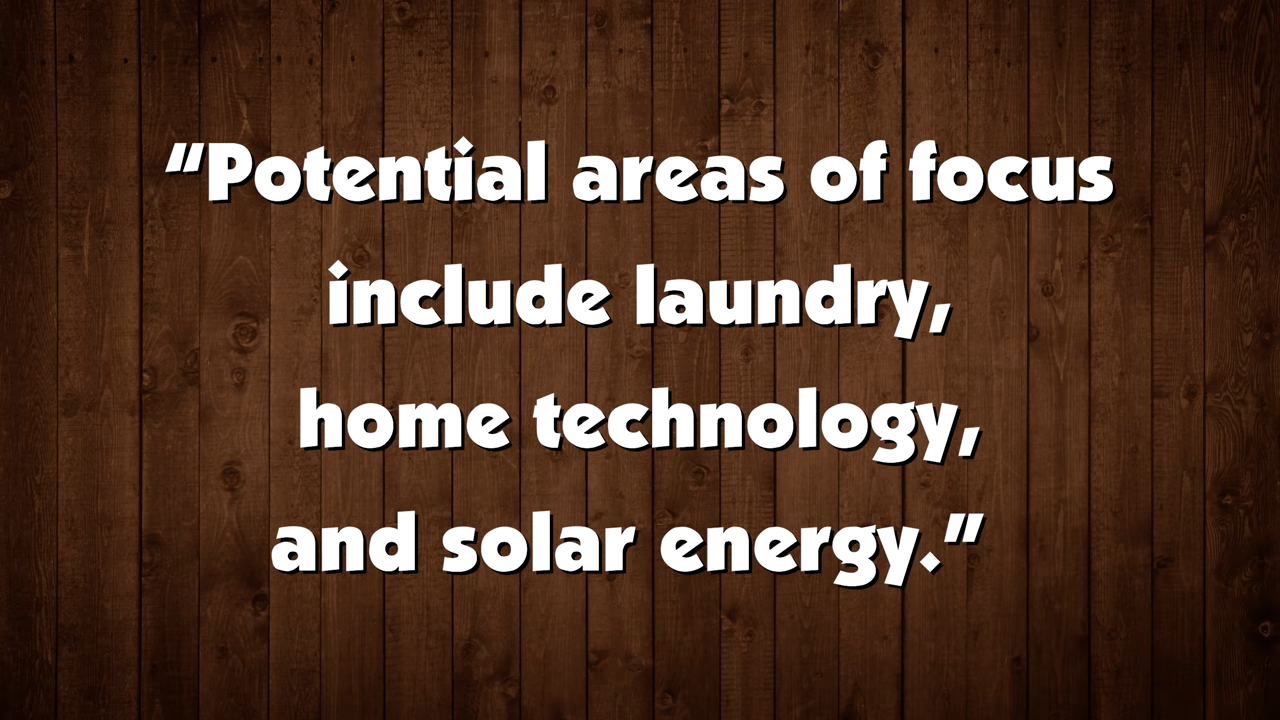 “Potential areas of focus
include laundry,
home technology,
and solar energy.”